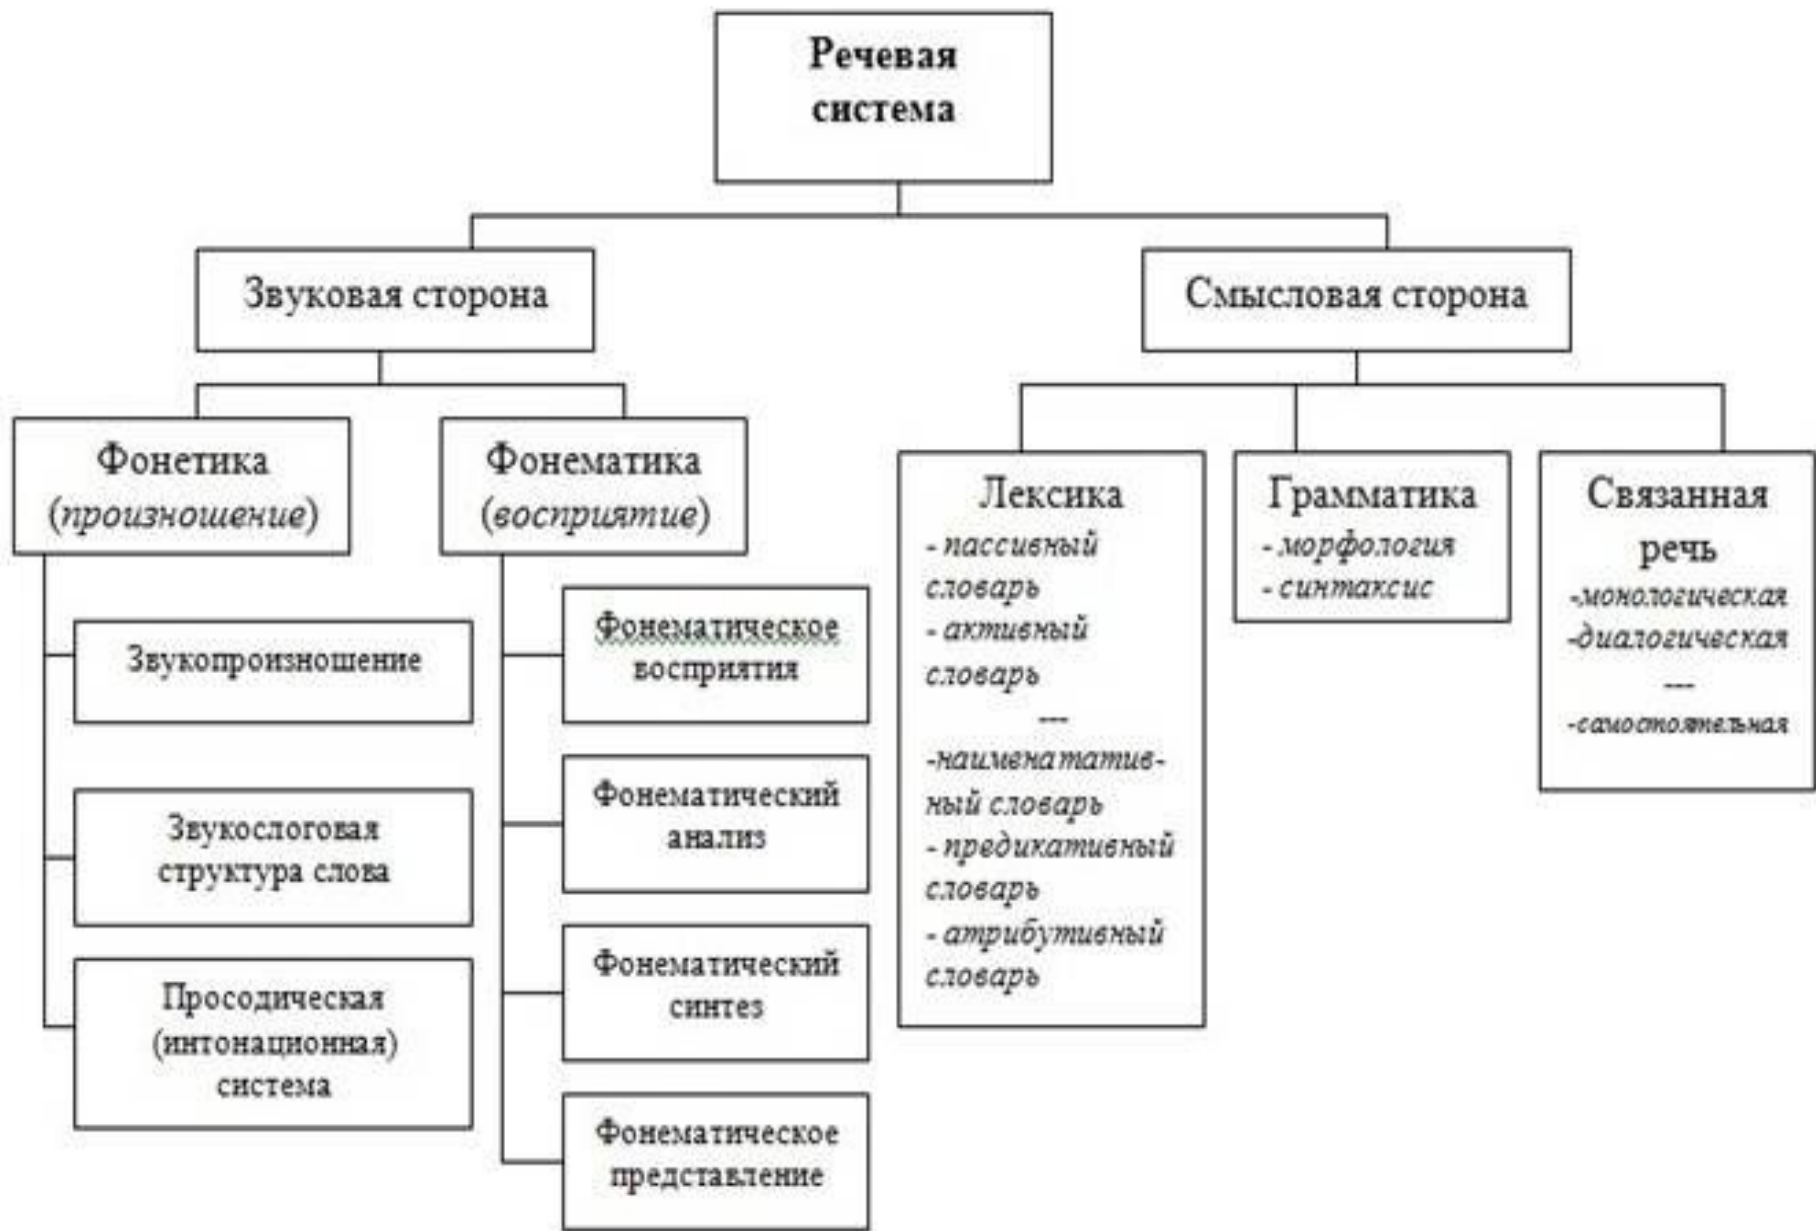 Речевая
система
Звуковая сторона
Смысловая сторона
Фонетика
(произношение)
Фонематика
(восприятие)
Звукопроизношение
Звукослоговая
структура слова
Просодическая
(интонационная)
система
Фонематическое
восприятия
Фонематический
анализ
Фонематический
синтез
Фонематическое
представление
Лексика
- пассивный
словарь
- активный
словарь
---
-наименататив-
ный словарь
- предикативный
словарь
- атрибутивный
словарь
Грамматика
- морфология
- синтаксис
Связанная
речь
-монологическая
-диалогическая
---
-самостоятельная